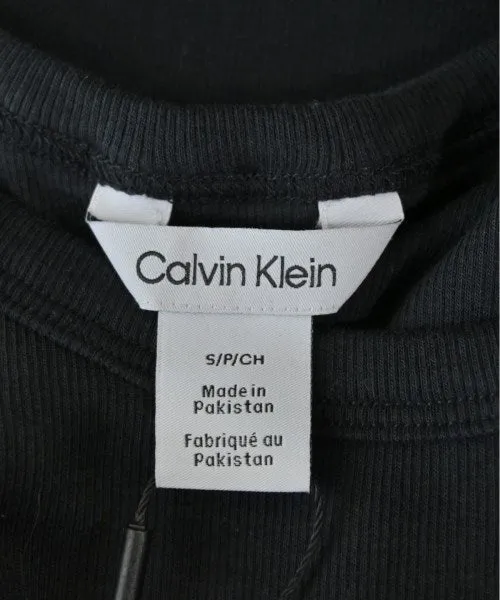 Calvin Klein
S/P/CH
Made in
Pakistan
Fabriqué au
Pakistan